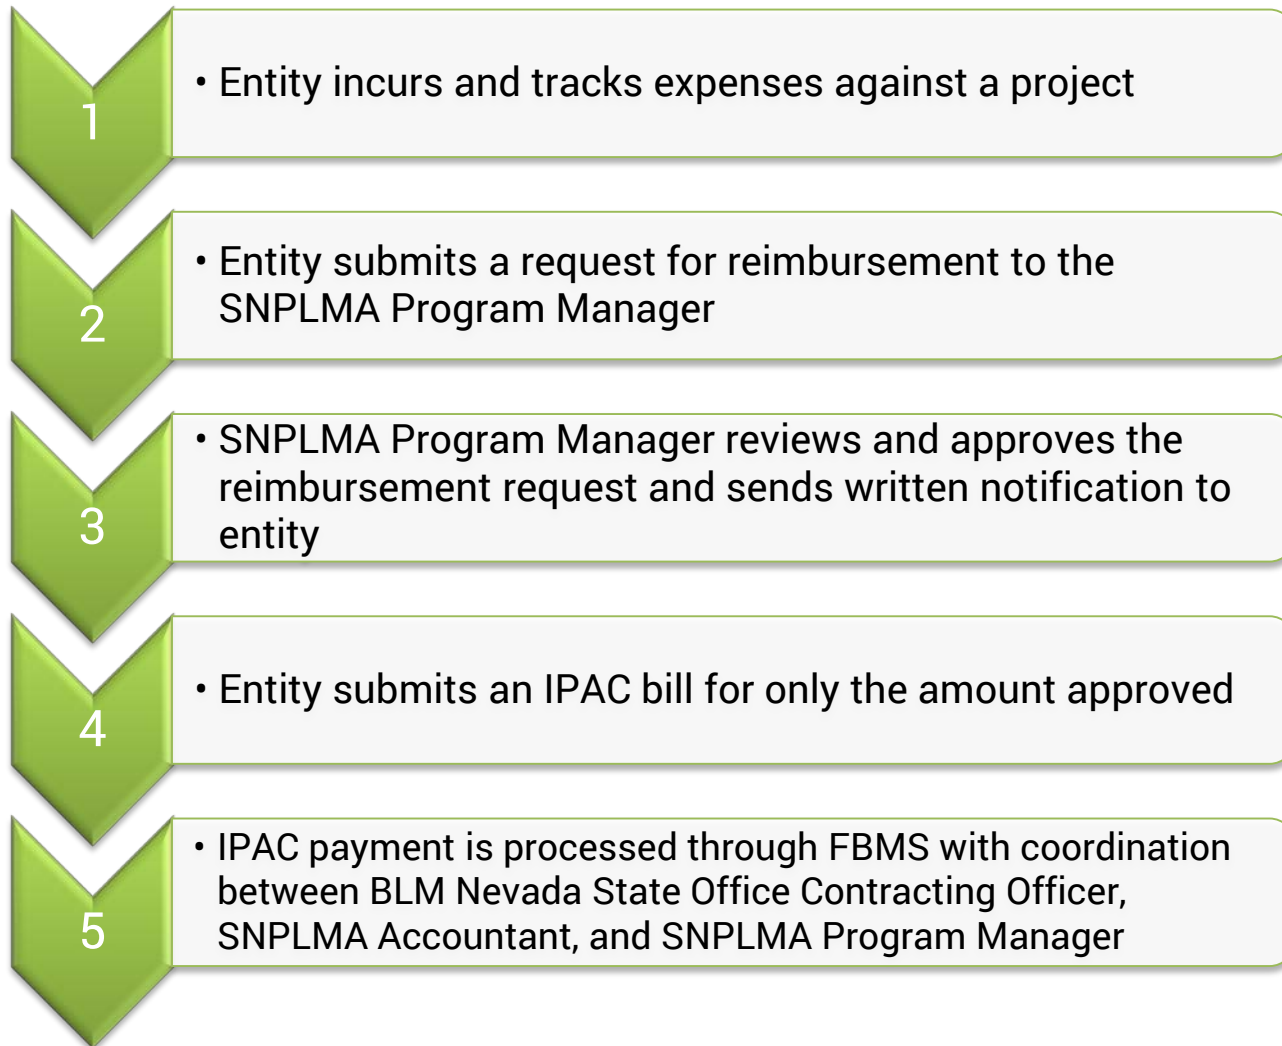 1
• Entity incurs and tracks expenses against a project
2
• Entity submits a request for reimbursement to the
SNPLMA Program Manager
3
• SNPLMA Program Manager reviews and approves the
reimbursement request and sends written notification to
entity
4
• Entity submits an IPAC bill for only the amount approved
5
• IPAC payment is processed through FBMS with coordination
between BLM Nevada State Office Contracting Officer,
SNPLMA Accountant, and SNPLMA Program Manager